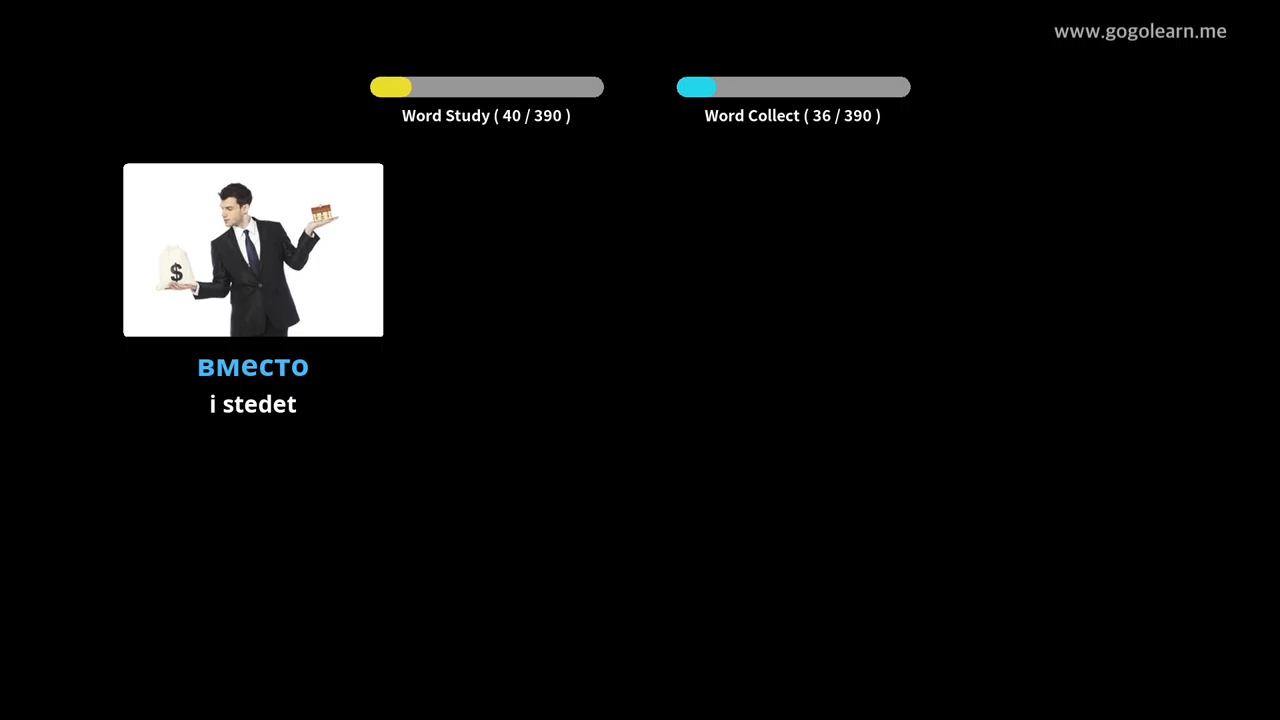 www.gogolearn.me
Word Study ( 40 / 390 )
Word Collect ( 36 / 390 )
$
вместо
i stedet